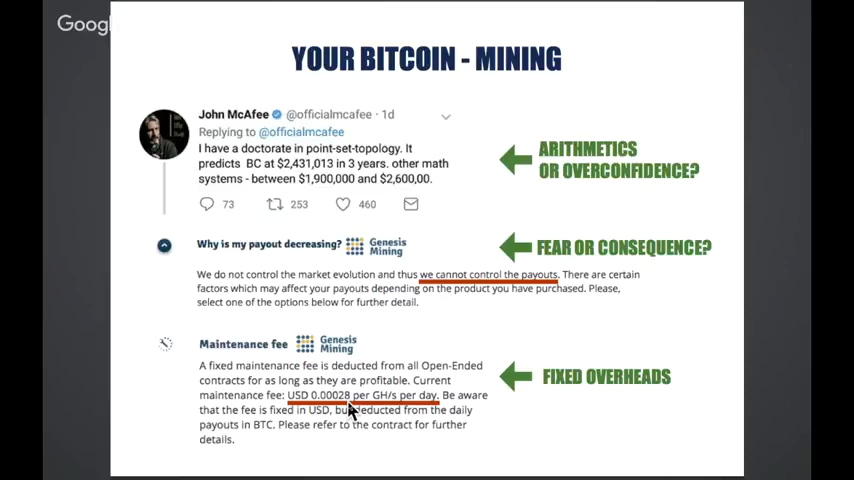 Google
YOUR BITCOIN - MINING
John McAfee @officialmcafee · 1d
Replying to @officialmcafee
I have a doctorate in point-set-topology. It
predicts BC at $2,431,013 in 3 years. other math
systems - between $1,900,000 and $2,600,00.
73 253 460
ARITHMETICS
OR OVERCONFIDENCE?
Why is my payout decreasing? Genesis
Mining
FEAR OR CONSEQUENCE?
We do not control the market evolution and thus we cannot control the payouts. There are certain
factors which may affect your payouts depending on the product you have purchased. Please,
select one of the options below for further detail.
Maintenance fee Genesis
Mining
A fixed maintenance fee is deducted from all Open-Ended
contracts for as long as they are profitable. Current
maintenance fee: USD 0.00028 per GH/s per day. Be aware
that the fee is fixed in USD, but deducted from the daily
payouts in BTC. Please refer to the contract for further
details.
FIXED OVERHEADS